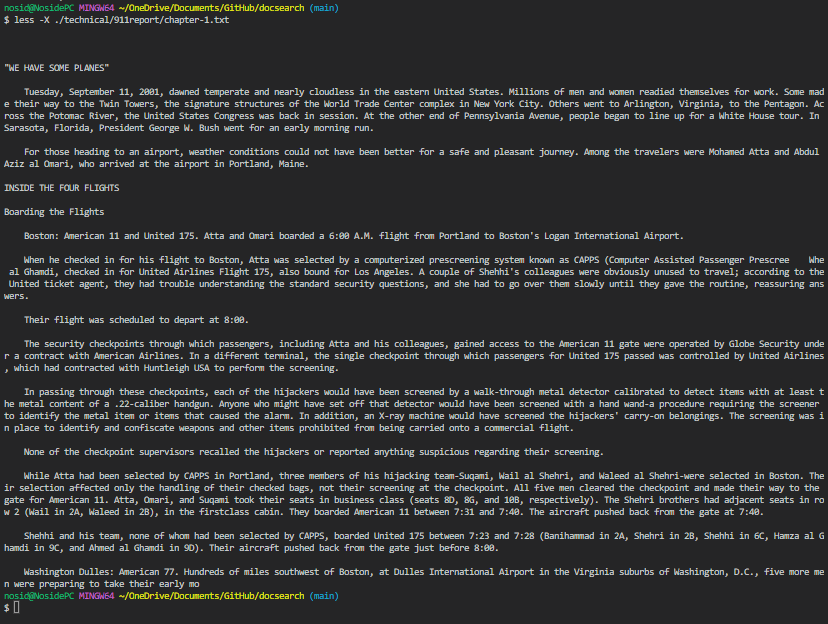 nosid@NosidePC MINGW64 ~/OneDrive/Documents/GitHub/docsearch (main)
$ less -X ./technical/911report/chapter-1.txt
"WE HAVE SOME PLANES"
Tuesday, September 11, 2001, dawned temperate and nearly cloudless in the eastern United States. Millions of men and women readied themselves for work. Some mad
e their way to the Twin Towers, the signature structures of the World Trade Center complex in New York City. Others went to Arlington, Virginia, to the Pentagon. Ac
ross the Potomac River, the United States Congress was back in session. At the other end of Pennsylvania Avenue, people began to line up for a White House tour. In
Sarasota, Florida, President George W. Bush went for an early morning run.
For those heading to an airport, weather conditions could not have been better for a safe and pleasant journey. Among the travelers were Mohamed Atta and Abdul
Aziz al Omari, who arrived at the airport in Portland, Maine.
INSIDE THE FOUR FLIGHTS
Boarding the Flights
Boston: American 11 and United 175. Atta and Omari boarded a 6:00 A.M. flight from Portland to Boston's Logan International Airport.
When he checked in for his flight to Boston, Atta was selected by a computerized prescreening system known as CAPPS (Computer Assisted Passenger Prescree    Whe
al Ghamdi, checked in for United Airlines Flight 175, also bound for Los Angeles. A couple of Shehhi's colleagues were obviously unused to travel; according to the
United ticket agent, they had trouble understanding the standard security questions, and she had to go over them slowly until they gave the routine, reassuring ans
wers.
Their flight was scheduled to depart at 8:00.
The security checkpoints through which passengers, including Atta and his colleagues, gained access to the American 11 gate were operated by Globe Security unde
r a contract with American Airlines. In a different terminal, the single checkpoint through which passengers for United 175 passed was controlled by United Airlines
, which had contracted with Huntleigh USA to perform the screening.
In passing through these checkpoints, each of the hijackers would have been screened by a walk-through metal detector calibrated to detect items with at least t
he metal content of a .22-caliber handgun. Anyone who might have set off that detector would have been screened with a hand wand-a procedure requiring the screener
to identify the metal item or items that caused the alarm. In addition, an X-ray machine would have screened the hijackers' carry-on belongings. The screening was i
n place to identify and confiscate weapons and other items prohibited from being carried onto a commercial flight.
None of the checkpoint supervisors recalled the hijackers or reported anything suspicious regarding their screening.
While Atta had been selected by CAPPS in Portland, three members of his hijacking team-Suqami, Wail al Shehri, and Waleed al Shehri-were selected in Boston. The
ir selection affected only the handling of their checked bags, not their screening at the checkpoint. All five men cleared the checkpoint and made their way to the
gate for American 11. Atta, Omari, and Suqami took their seats in business class (seats 8D, 8G, and 10B, respectively). The Shehri brothers had adjacent seats in ro
w 2 (Wail in 2A, Waleed in 2B), in the firstclass cabin. They boarded American 11 between 7:31 and 7:40. The aircraft pushed back from the gate at 7:40.
Shehhi and his team, none of whom had been selected by CAPPS, boarded United 175 between 7:23 and 7:28 (Banihammad in 2A, Shehri in 2B, Shehhi in 6C, Hamza al G
hamdi in 9C, and Ahmed al Ghamdi in 9D). Their aircraft pushed back from the gate just before 8:00.
Washington Dulles: American 77. Hundreds of miles southwest of Boston, at Dulles International Airport in the Virginia suburbs of Washington, D.C., five more me
n were preparing to take their early mo
nosid@NosidePC MINGW64 ~/OneDrive/Documents/GitHub/docsearch (main)
$